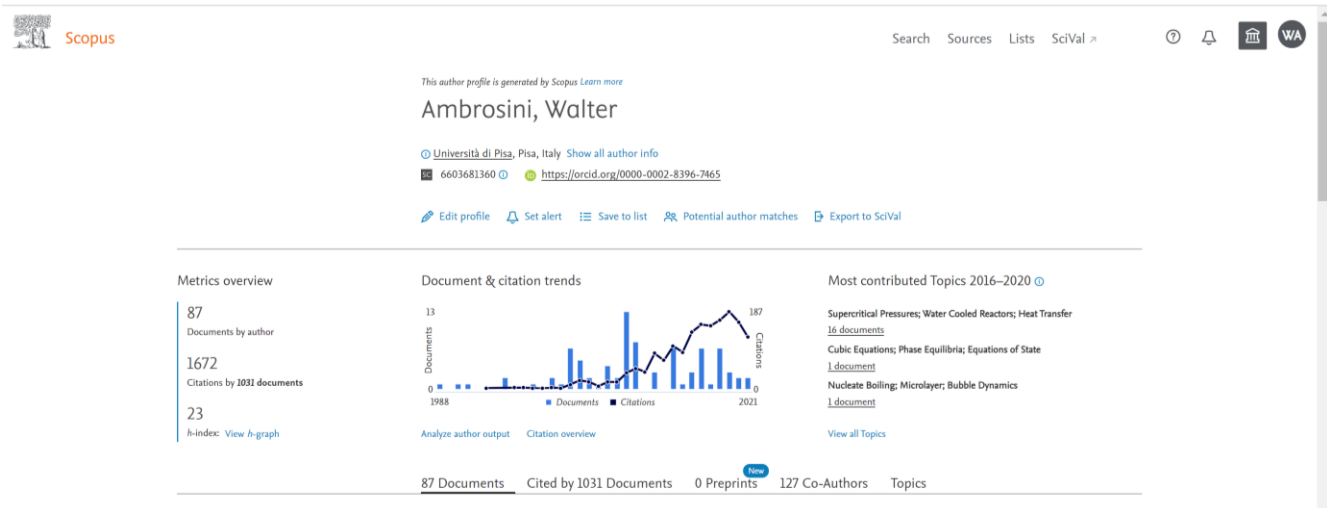 Scopus
Search Sources Lists SciVal
WA
This author profile is generated by Scopus Learn more
Ambrosini, Walter
Università di Pisa, Pisa, Italy Show all author info
SC 6603681360 iD https://orcid.org/0000-0002-8396-7465
Edit profile Set alert Save to list Potential author matches Export to SciVal
Metrics overview
87
Documents by author
1672
Citations by 1031 documents
23
h-index: View h-graph
Document & citation trends
13 187
Documents
Citations
0 0
1988 Documents Citations 2021
Analyze author output Citation overview
Most contributed Topics 2016–2020
Supercritical Pressures; Water Cooled Reactors; Heat Transfer
16 documents
Cubic Equations; Phase Equilibria; Equations of State
1 document
Nucleate Boiling; Microlayer; Bubble Dynamics
1 document
View all Topics
New
87 Documents Cited by 1031 Documents 0 Preprints 127 Co-Authors Topics